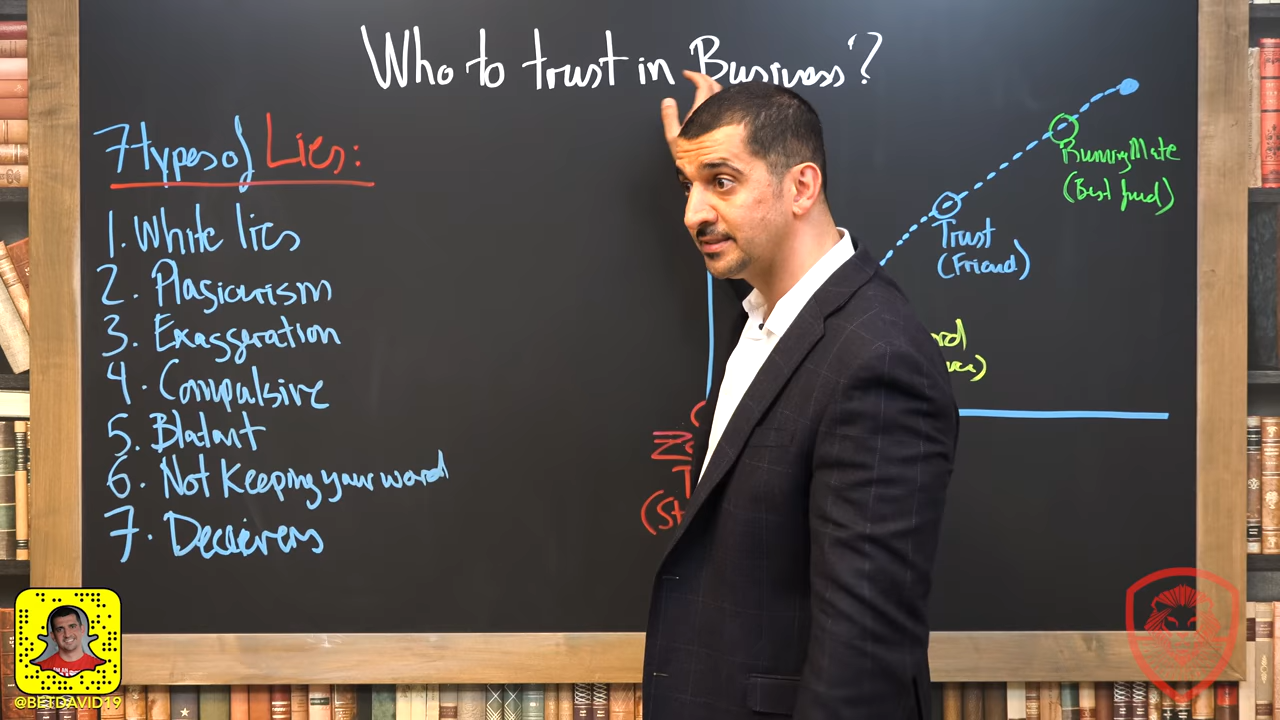 Who to trust in Business'?
7 types of Lies:
1. White lies
2. Plagiarism
3. Exaggeration
4. Compulsive
5. Blatant
6. Not Keeping your word
7. Deceivers
Running Mate
(Best friend)
Trust
(Friend)
@BETDAVID19